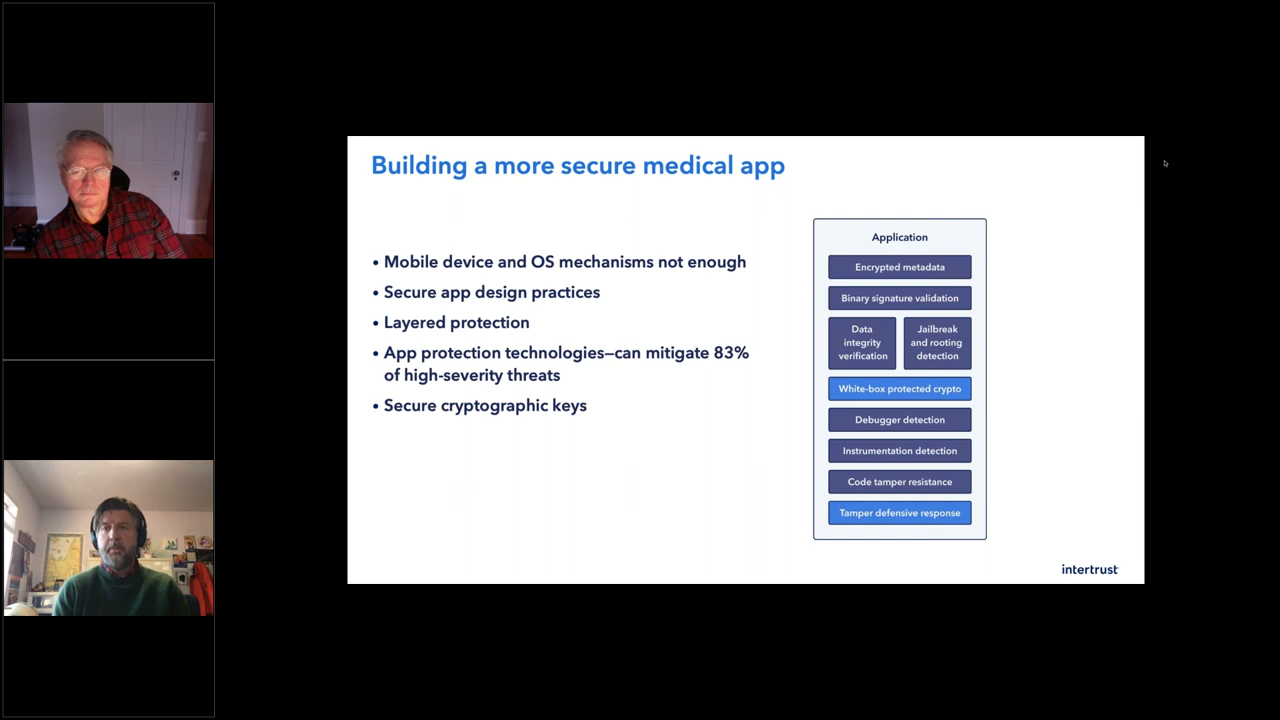 Building a more secure medical app
• Mobile device and OS mechanisms not enough
• Secure app design practices
• Layered protection
• App protection technologies—can mitigate 83%
of high-severity threats
• Secure cryptographic keys
Application
Encrypted metadata
Binary signature validation
Data
integrity
verification
Jailbreak
and rooting
detection
White-box protected crypto
Debugger detection
Instrumentation detection
Code tamper resistance
Tamper defensive response
intertrust